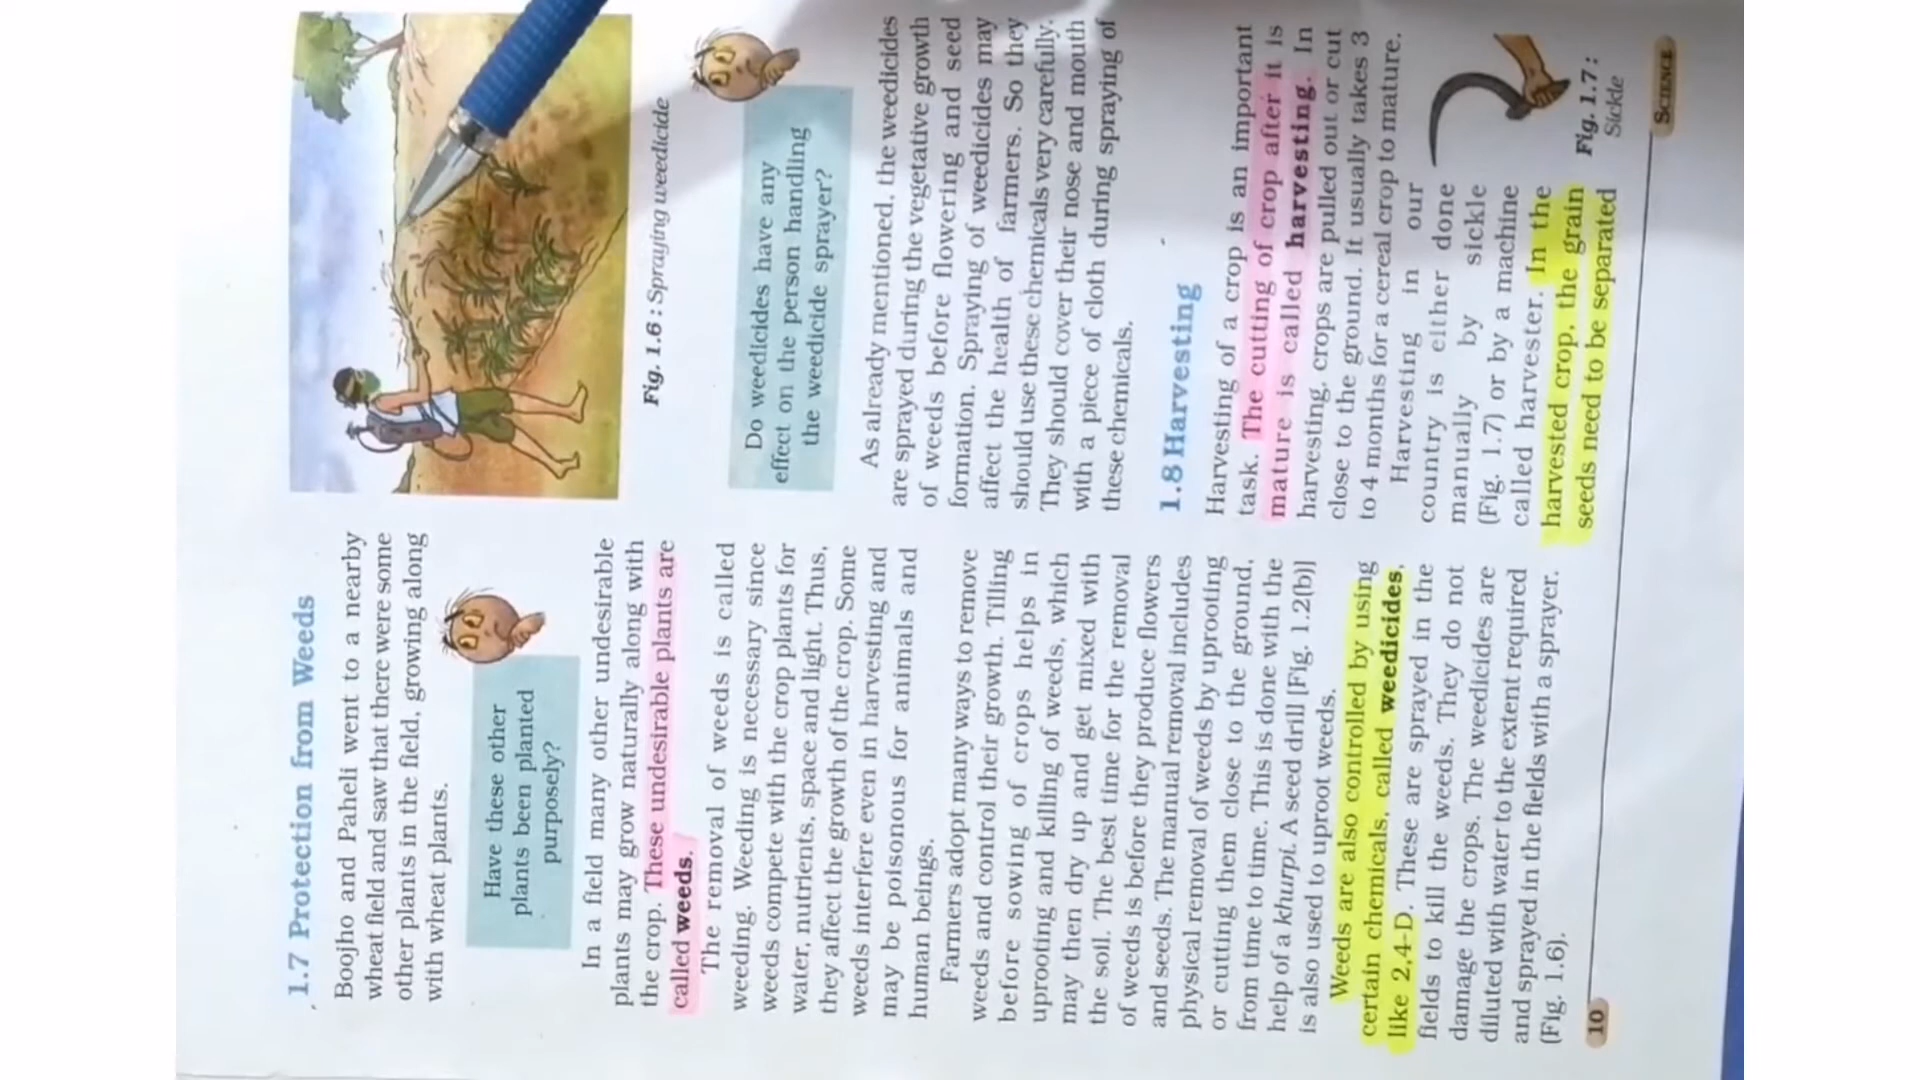 1.7 Protection from Weeds
Boojho and Paheli went to a nearby
wheat field and saw that there were some
other plants in the field, growing along
with wheat plants.
Have these other
plants been planted
purposely?
In a field many other undesirable
plants may grow naturally along with
the crop. These undesirable plants are
called weeds.
The removal of weeds is called
weeding. Weeding is necessary since
weeds compete with the crop plants for
water, nutrients, space and light. Thus,
they affect the growth of the crop. Some
weeds interfere even in harvesting and
may be poisonous for animals and
human beings.
Farmers adopt many ways to remove
weeds and control their growth. Tilling
before sowing of crops helps in
uprooting and killing of weeds, which
may then dry up and get mixed with
the soil. The best time for the removal
of weeds is before they produce flowers
and seeds. The manual removal includes
physical removal of weeds by uprooting
or cutting them close to the ground,
from time to time. This is done with the
help of a khurpi. A seed drill [Fig. 1.2(b)]
is also used to uproot weeds.
Weeds are also controlled by using
certain chemicals, called weedicides,
like 2,4-D. These are sprayed in the
fields to kill the weeds. They do not
damage the crops. The weedicides are
diluted with water to the extent required
and sprayed in the fields with a sprayer.
(Fig. 1.6).
Fig. 1.6 : Spraying weedicide
Do weedicides have any
effect on the person handling
the weedicide sprayer?
As already mentioned, the weedicides
are sprayed during the vegetative growth
of weeds before flowering and seed
formation. Spraying of weedicides may
affect the health of farmers. So they
should use these chemicals very carefully.
They should cover their nose and mouth
with a piece of cloth during spraying of
these chemicals.
1.8 Harvesting
Harvesting of a crop is an important
task. The cutting of crop after it is
mature is called harvesting. In
harvesting, crops are pulled out or cut
close to the ground. It usually takes 3
to 4 months for a cereal crop to mature.
Harvesting in our
country is either done
manually by sickle
(Fig. 1.7) or by a machine
called harvester. In the
harvested crop, the grain
seeds need to be separated
Fig. 1.7 :
Sickle
10
SCIENCE